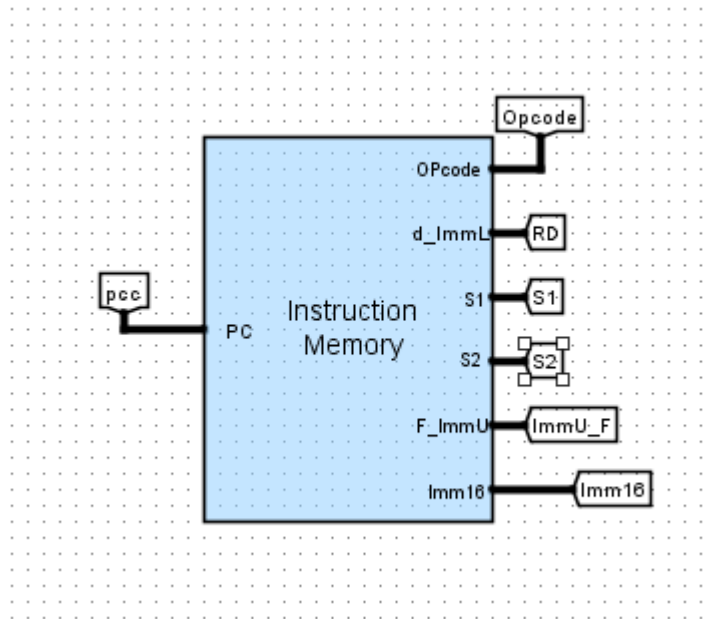 Opcode
OPcode
d_ImmL
RD
pcc
S1
S1
PC
Instruction
Memory
S2
S2
F_ImmU
ImmU_F
Imm16
Imm16